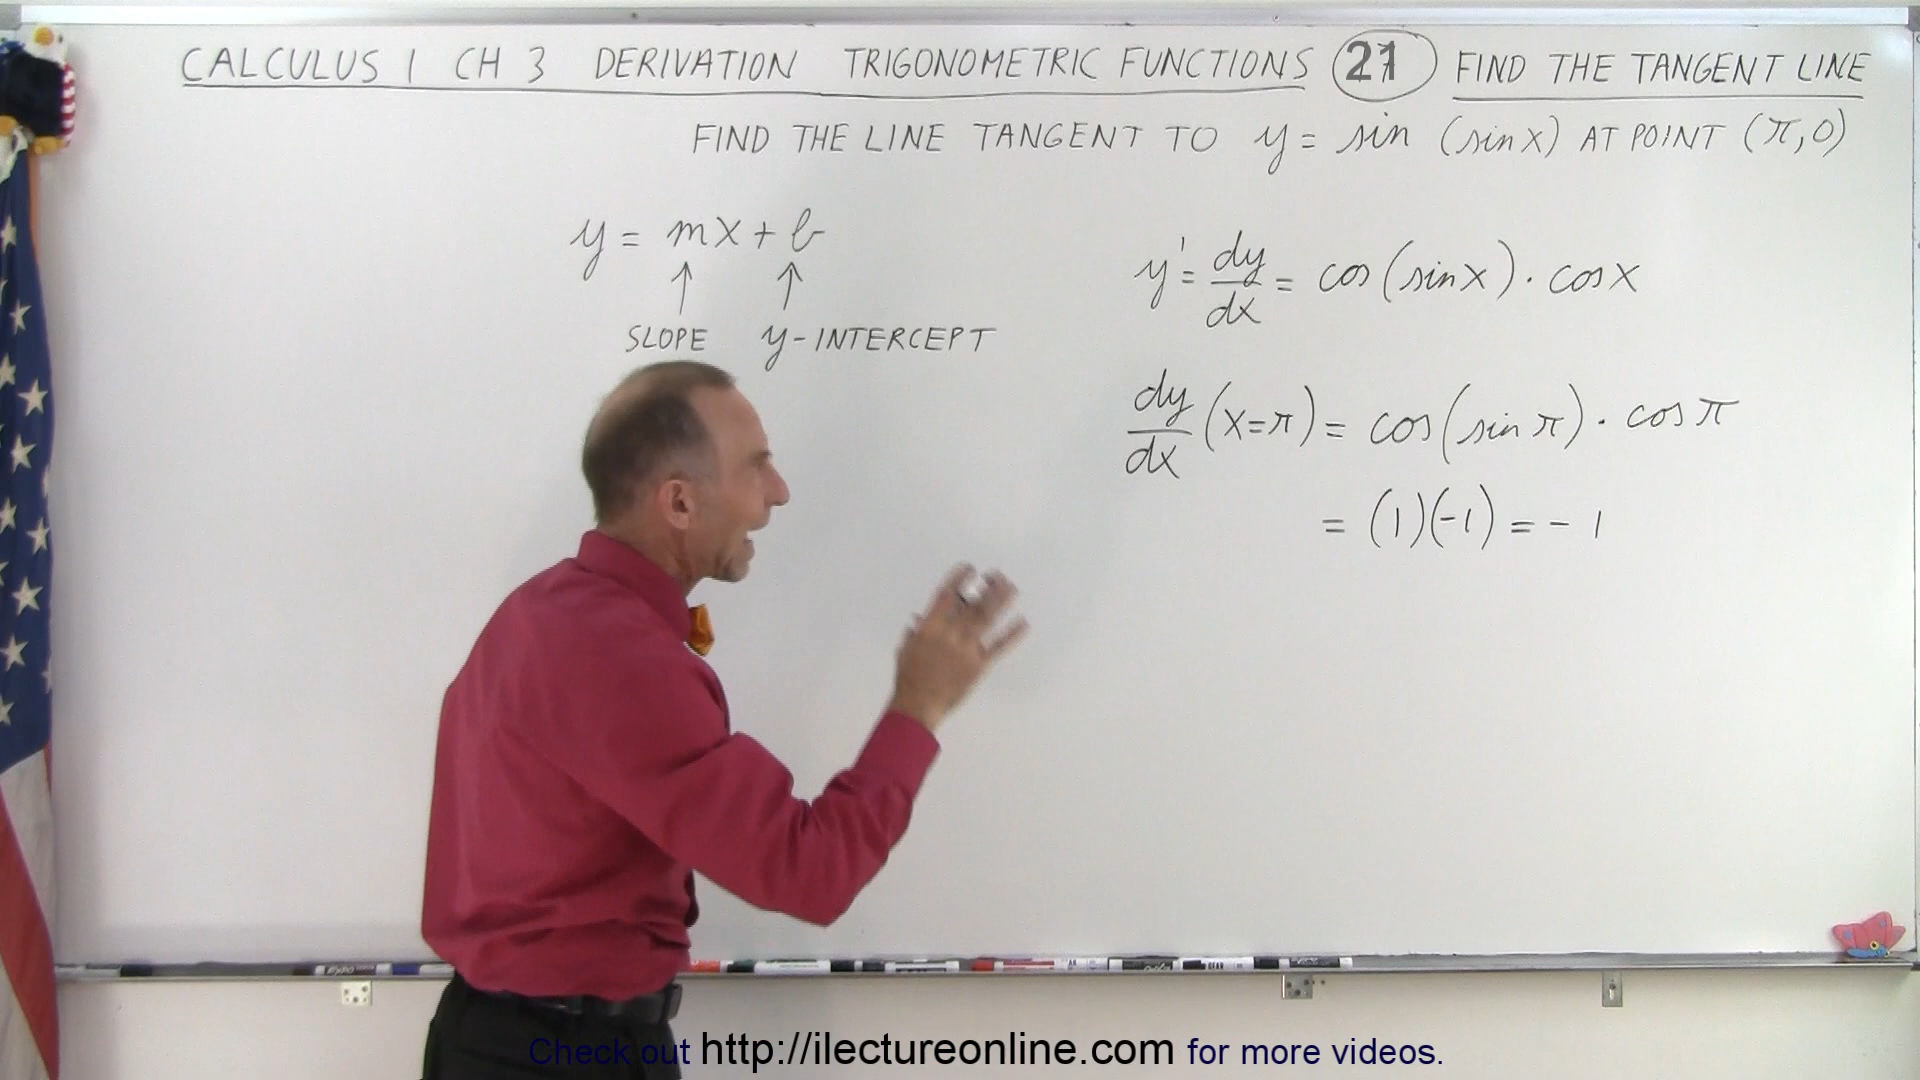 CALCULUS 1 CH 3 DERIVATION TRIGONOMETRIC FUNCTIONS 21 FIND THE TANGENT LINE
FIND THE LINE TANGENT TO y = sin (sin x) AT POINT (π, 0)
y = mx + b
↑ ↑
SLOPE y-INTERCEPT
y' = dy/dx = cos (sin x) · cos x
dy/dx (x=π) = cos (sin π) · cos π
= (1)(-1) = -1
EXPO
Check out http://ilectureonline.com for more videos.